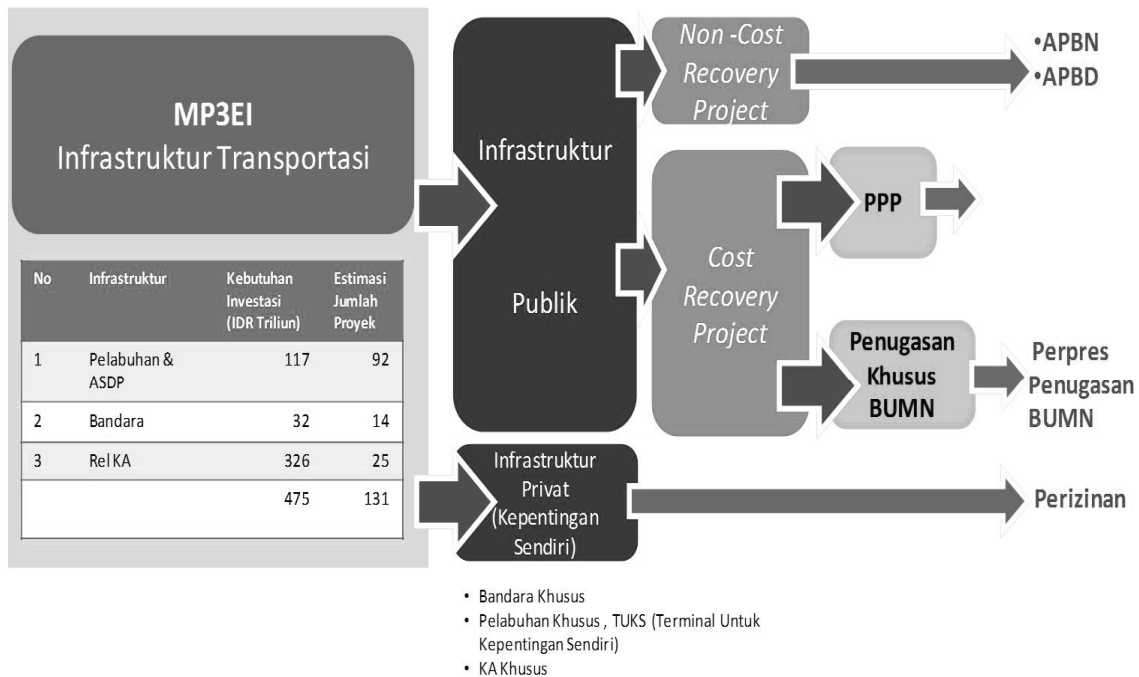 MP3EI
Infrastruktur Transportasi
No Infrastruktur Kebutuhan Investasi (IDR Triliun) Estimasi Jumlah Proyek
1 Pelabuhan & ASDP 117 92
2 Bandara 32 14
3 Rel KA 326 25
475 131
Infrastruktur
Publik
Non -Cost
Recovery
Project
•APBN
•APBD
Cost
Recovery
Project
PPP
Penugasan
Khusus
BUMN
Perpres
Penugasan
BUMN
Infrastruktur
Privat
(Kepentingan
Sendiri)
Perizinan
• Bandara Khusus
• Pelabuhan Khusus , TUKS (Terminal Untuk
Kepentingan Sendiri)
• KA Khusus